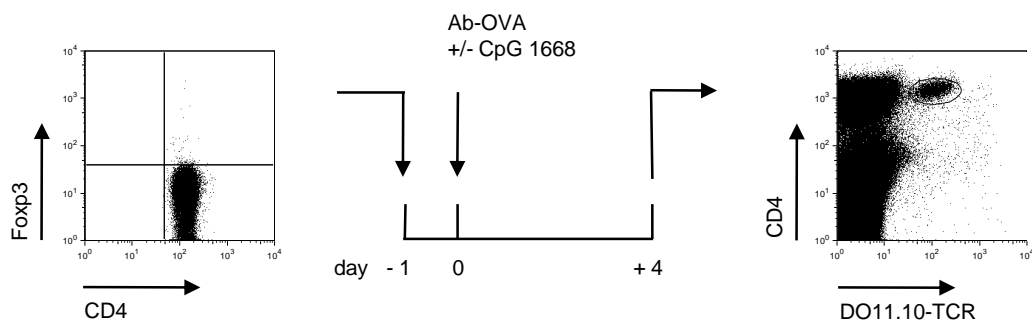 Ab-OVA
+/- CpG 1668
10⁴
10³
10²
10¹
10⁰
Foxp3
10⁰ 10¹ 10² 10³ 10⁴
CD4
day - 1 0 + 4
10⁴
10³
10²
10¹
10⁰
CD4
10⁰ 10¹ 10² 10³ 10⁴
DO11.10-TCR